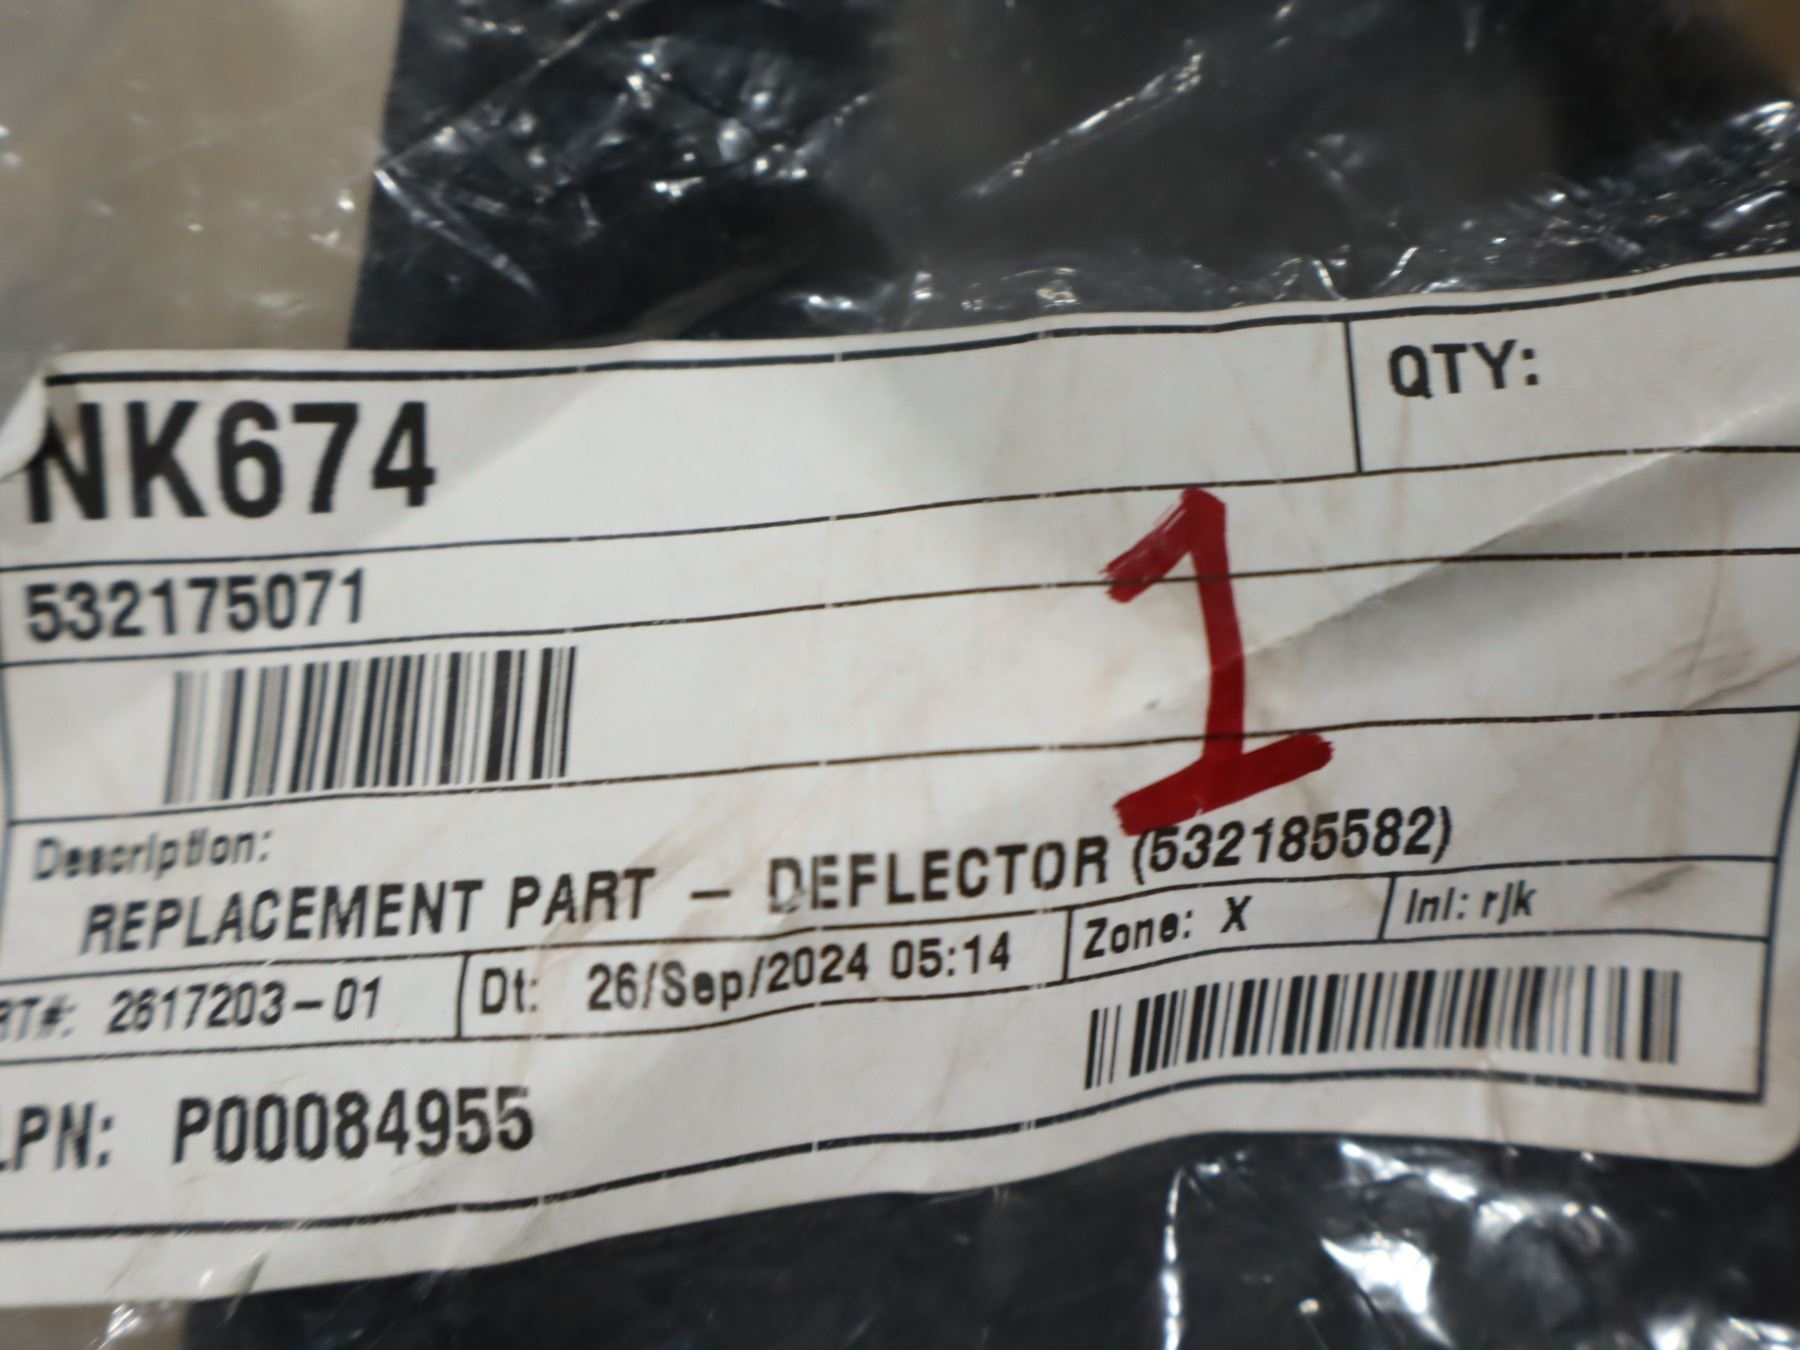 NK674 QTY:
1
532175071
Description:
REPLACEMENT PART - DEFLECTOR (532185582)
RT#: 2617203-01 Dt: 26/Sep/2024 05:14 Zone: X Inl: rjk
LPN: P00084955